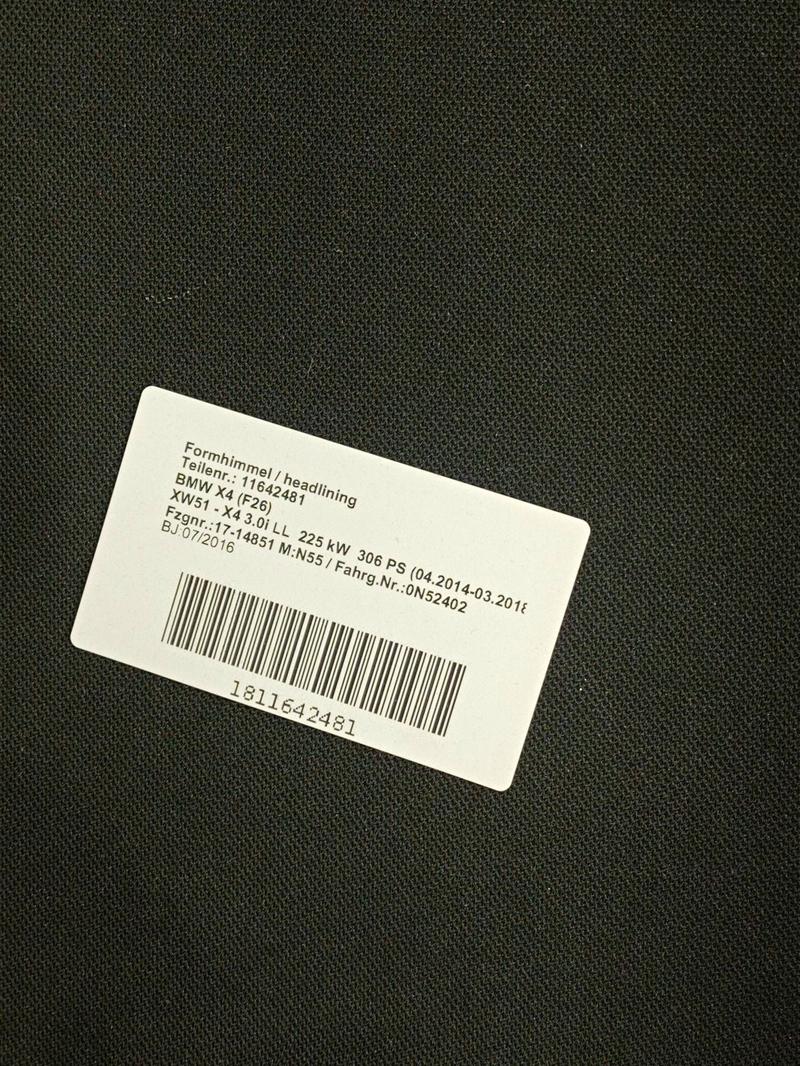 Formhimmel / headlining
Teilenr.: 11642481
BMW X4 (F26)
XW51 - X4 3.0i LL 225 kW 306 PS (04.2014-03.2018
Fzgnr.:17-14851 M:N55 / Fahrg.Nr.:0N52402
BJ:07/2016
1811642481